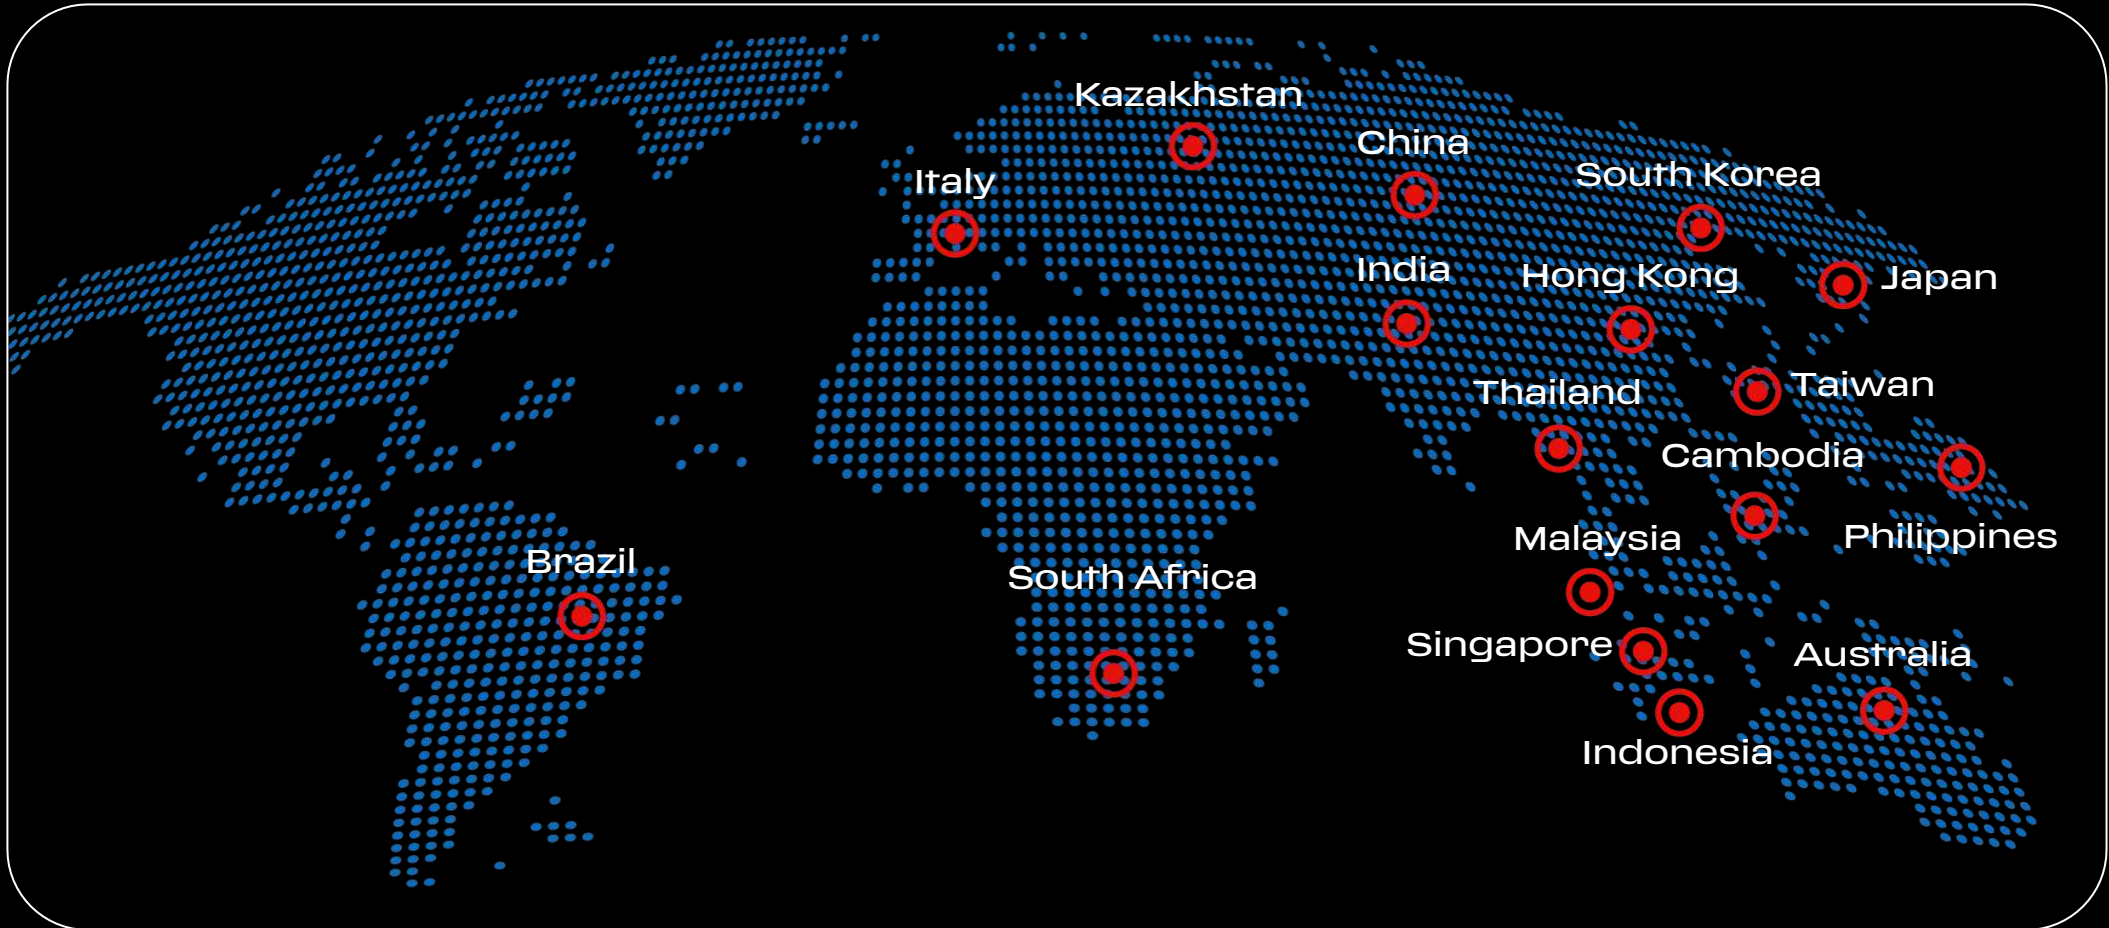 Kazakhstan
China
South Korea
Italy
India
Hong Kong
Japan
Thailand
Taiwan
Cambodia
Malaysia
Philippines
Brazil
South Africa
Singapore
Australia
Indonesia